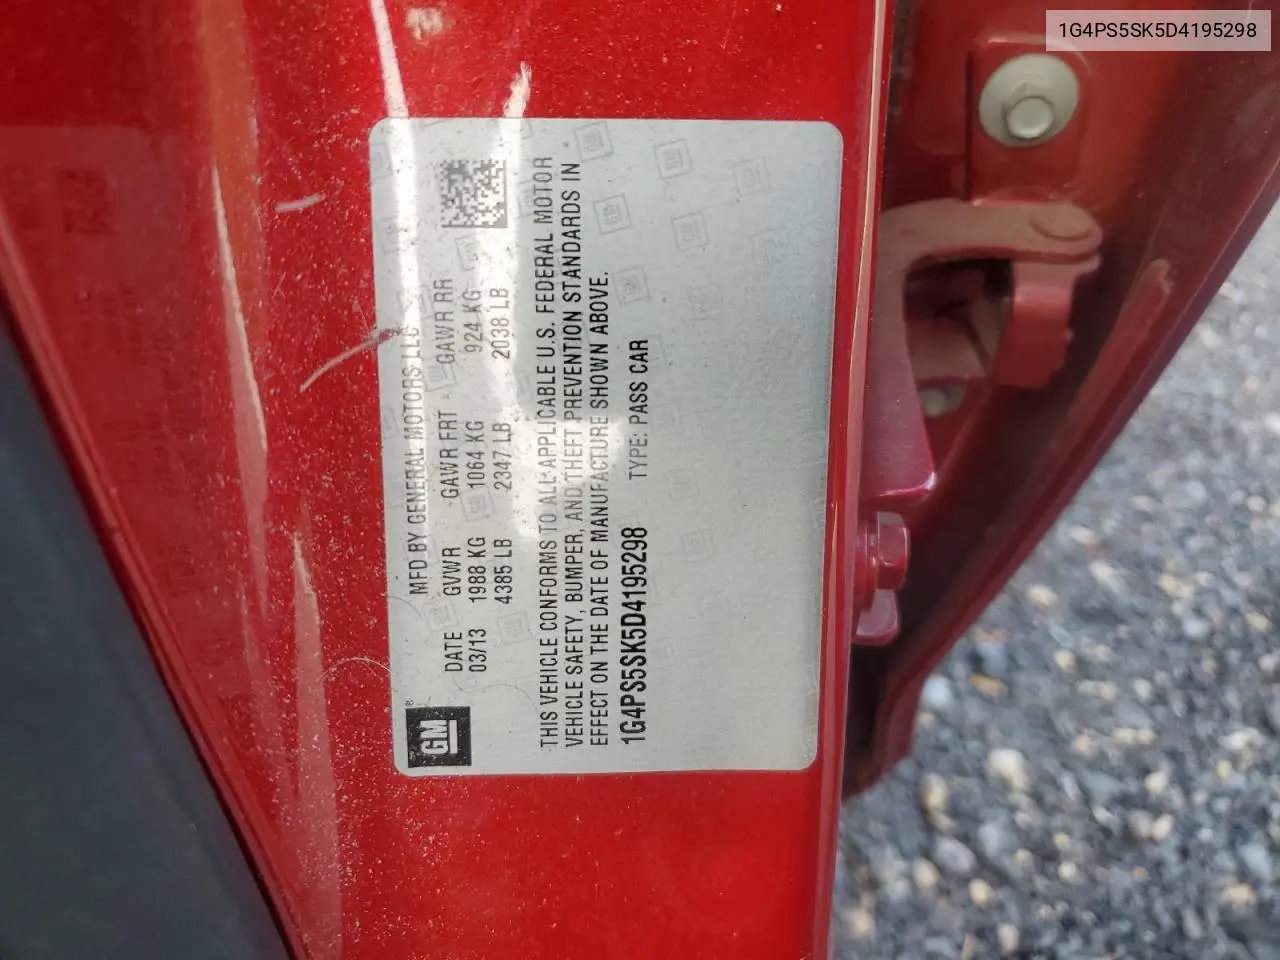 1G4PS5SK5D4195298
MFD BY GENERAL MOTORS LLC
DATE GVWR GAWR FRT GAWR RR
03/13 1988 KG 1064 KG 924 KG
4385 LB 2347 LB 2038 LB
THIS VEHICLE CONFORMS TO ALL APPLICABLE U.S. FEDERAL MOTOR
VEHICLE SAFETY, BUMPER, AND THEFT PREVENTION STANDARDS IN
EFFECT ON THE DATE OF MANUFACTURE SHOWN ABOVE.
1G4PS5SK5D4195298 TYPE: PASS CAR
GM®